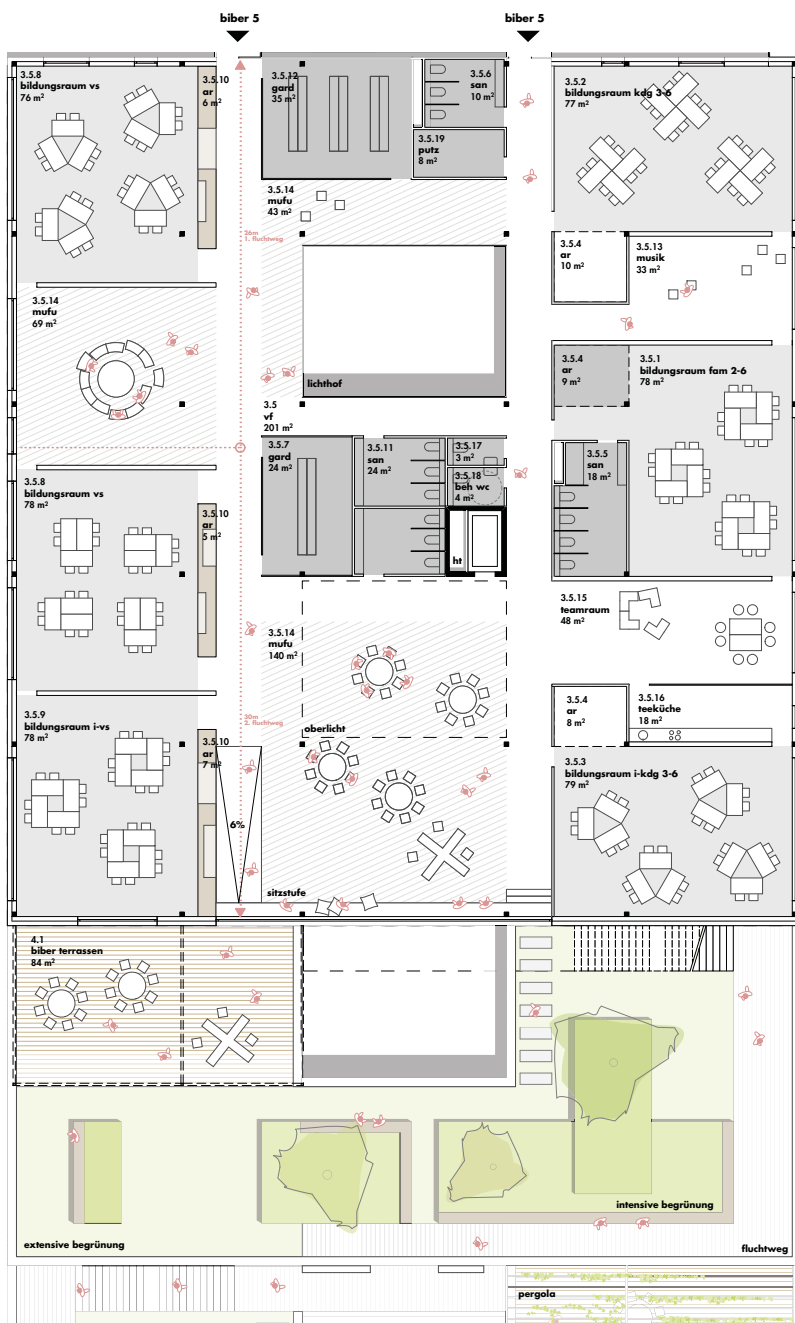 biber 5
biber 5
3.5.8
bildungsraum vs
76 m²
3.5.10
ar
6 m²
3.5.12
gard
35 m²
3.5.6
san
10 m²
3.5.19
putz
8 m²
3.5.2
bildungsraum kdg 3-6
77 m²
3.5.14
mufu
43 m²
26m
1. fluchtweg
3.5.4
ar
10 m²
3.5.13
musik
33 m²
3.5.14
mufu
69 m²
lichthof
3.5.4
ar
9 m²
3.5.1
bildungsraum fam 2-6
78 m²
3.5
vf
201 m²
3.5.7
gard
24 m²
3.5.11
san
24 m²
3.5.17
3 m²
3.5.18
beh wc
4 m²
3.5.5
san
18 m²
3.5.8
bildungsraum vs
78 m²
3.5.10
ar
5 m²
ht
3.5.14
mufu
140 m²
3.5.15
teamraum
48 m²
3.5.9
bildungsraum i-vs
78 m²
3.5.10
ar
7 m²
30m
2. fluchtweg
oberlicht
3.5.4
ar
8 m²
3.5.16
teeküche
18 m²
3.5.3
bildungsraum i-kdg 3-6
79 m²
6%
sitzstufe
4.1
biber terrassen
84 m²
intensive begrünung
extensive begrünung
fluchtweg
pergola